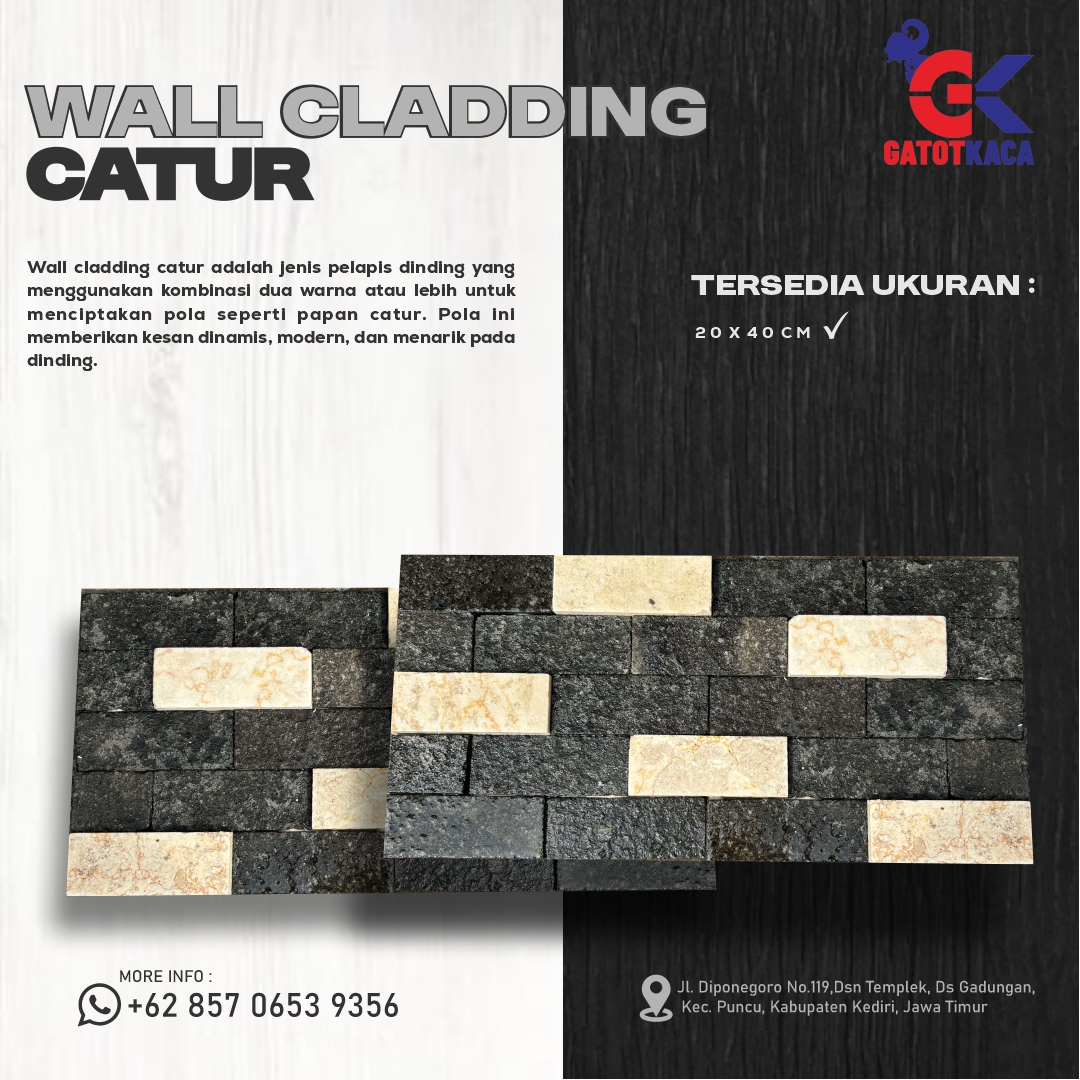 WALL CLADDING
CATUR
GATOTKACA
Wall cladding catur adalah jenis pelapis dinding yang
menggunakan kombinasi dua warna atau lebih untuk
menciptakan pola seperti papan catur. Pola ini
memberikan kesan dinamis, modern, dan menarik pada
dinding.
TERSEDIA UKURAN :
20 X 40 CM ✓
MORE INFO :
+62 857 0653 9356
Jl. Diponegoro No.119,Dsn Templek, Ds Gadungan,
Kec. Puncu, Kabupaten Kediri, Jawa Timur